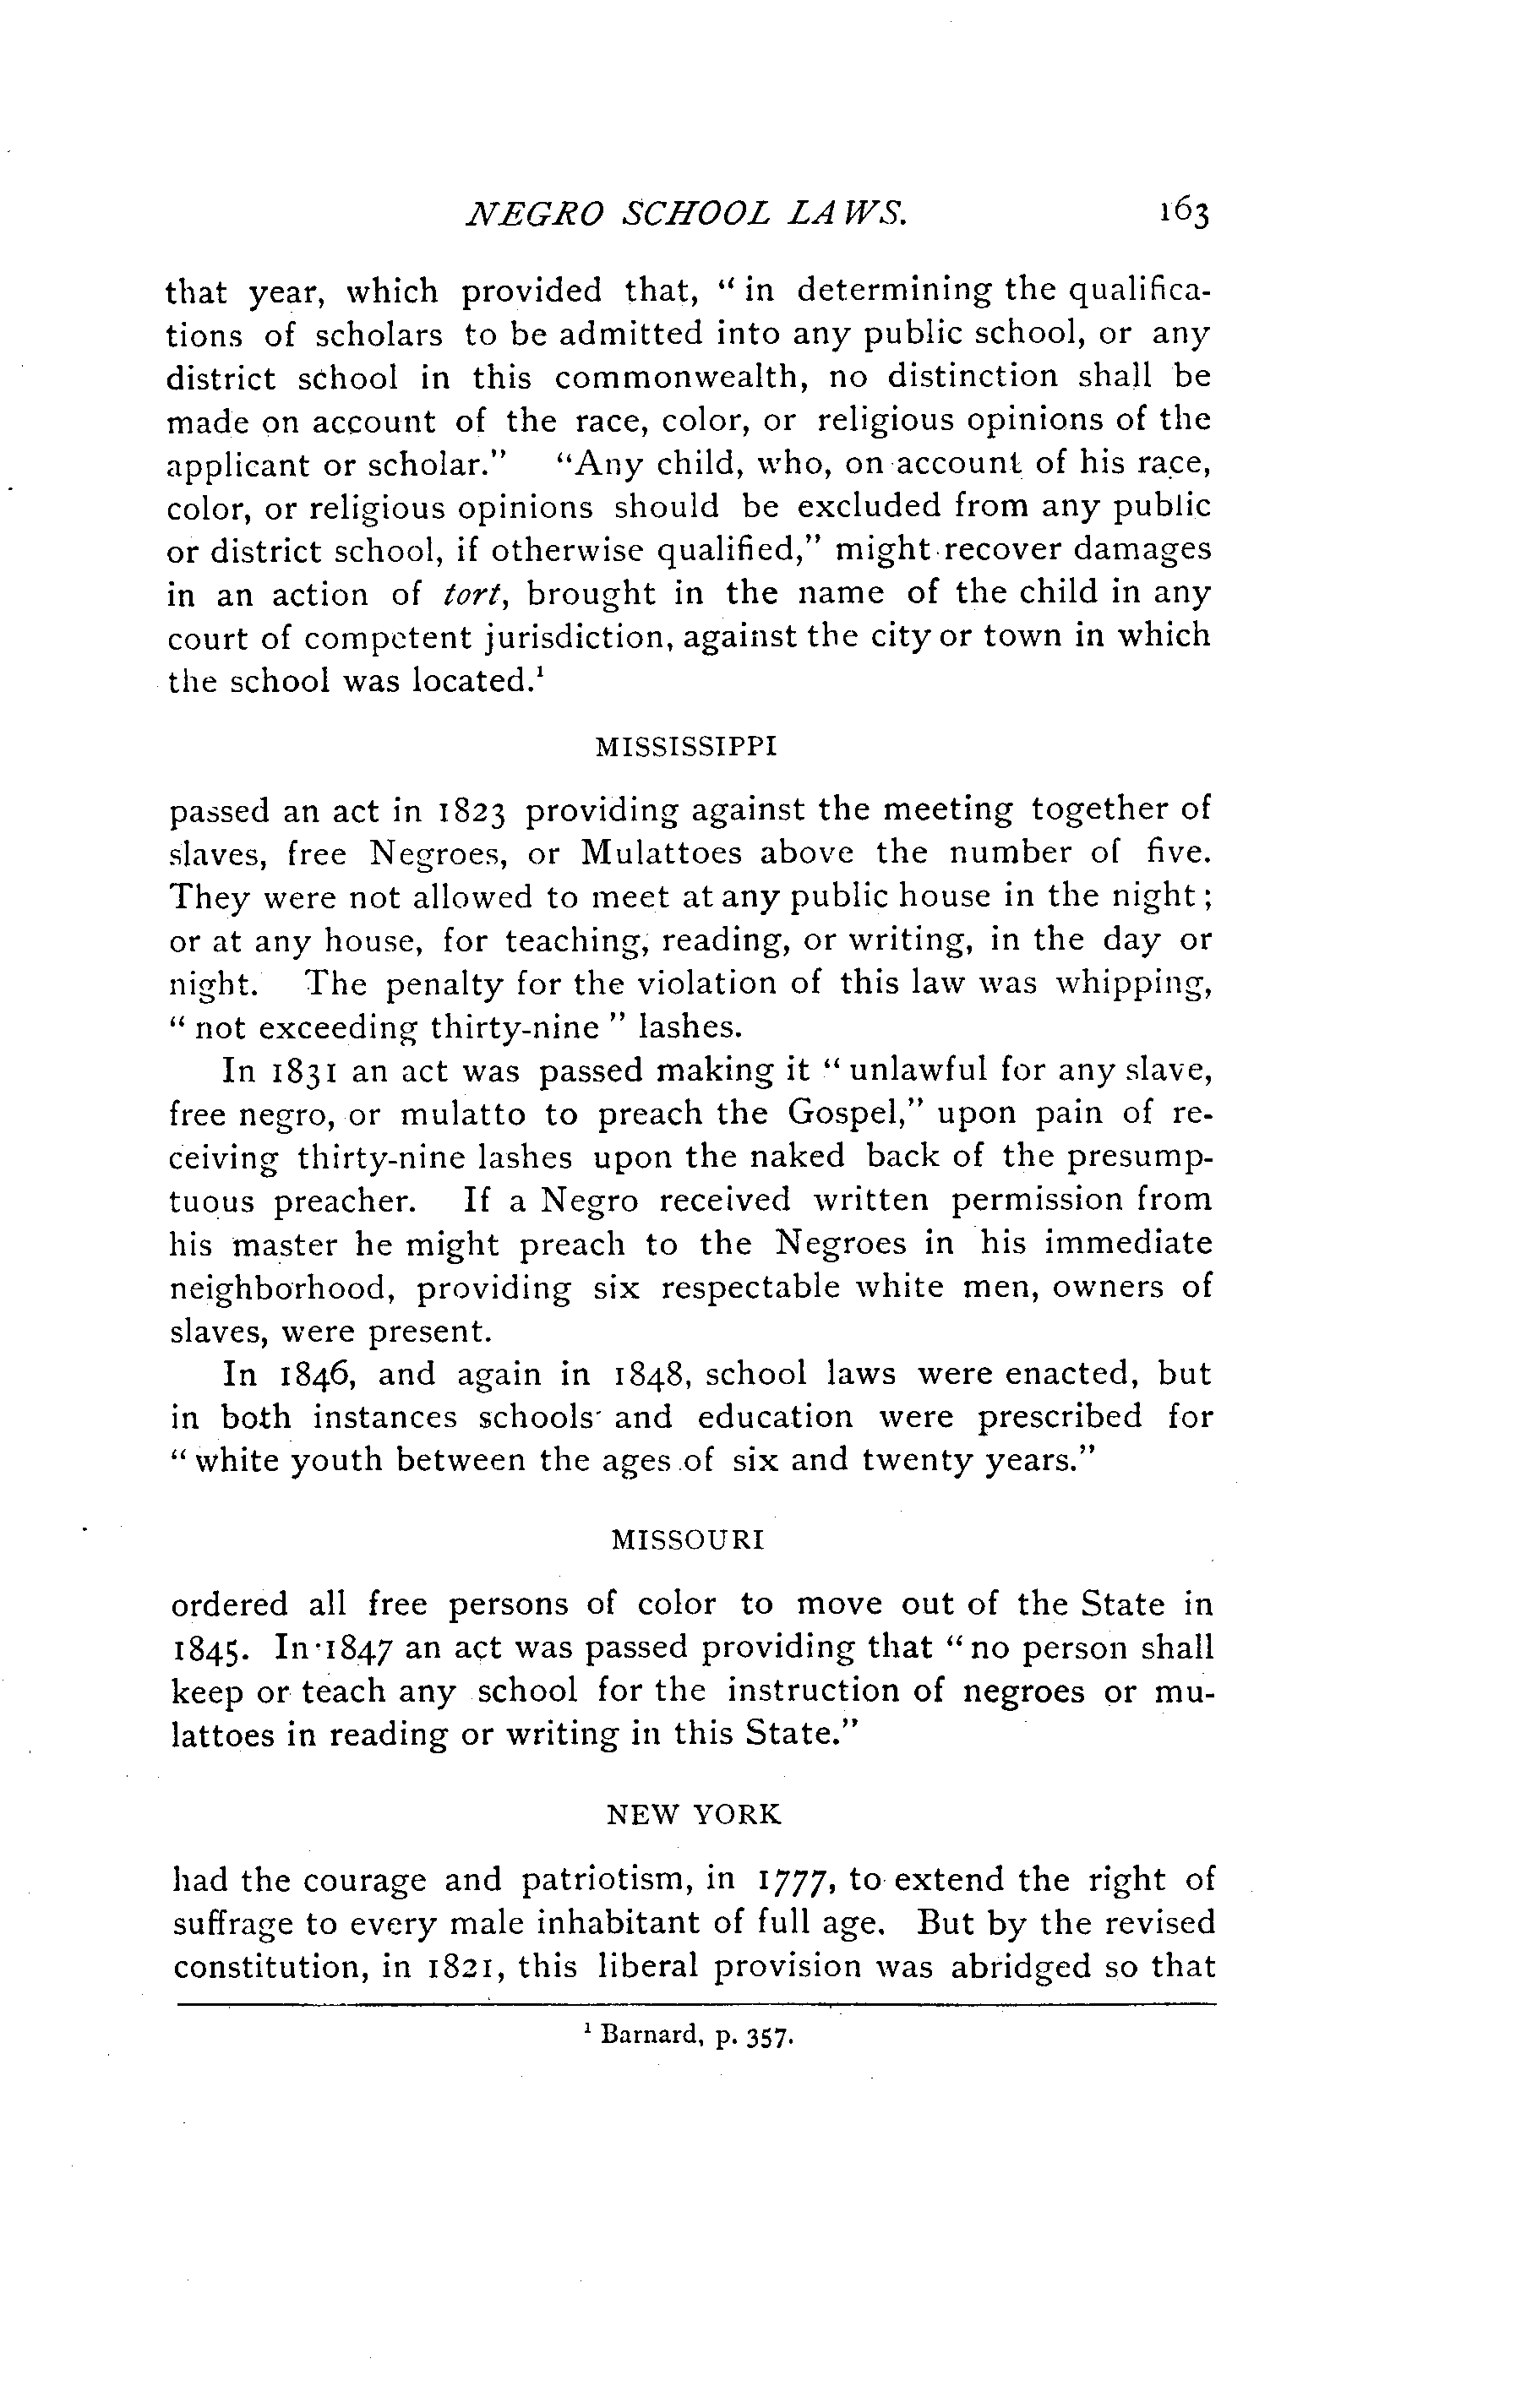 NEGRO SCHOOL LAWS. 163
that year, which provided that, " in determining the qualifica-
tions of scholars to be admitted into any public school, or any
district school in this commonwealth, no distinction shall be
made on account of the race, color, or religious opinions of the
applicant or scholar." "Any child, who, on account of his race,
color, or religious opinions should be excluded from any public
or district school, if otherwise qualified," might recover damages
in an action of tort, brought in the name of the child in any
court of competent jurisdiction, against the city or town in which
the school was located.¹
MISSISSIPPI
passed an act in 1823 providing against the meeting together of
slaves, free Negroes, or Mulattoes above the number of five.
They were not allowed to meet at any public house in the night ;
or at any house, for teaching, reading, or writing, in the day or
night. The penalty for the violation of this law was whipping,
" not exceeding thirty-nine " lashes.
In 1831 an act was passed making it " unlawful for any slave,
free negro, or mulatto to preach the Gospel," upon pain of re-
ceiving thirty-nine lashes upon the naked back of the presump-
tuous preacher. If a Negro received written permission from
his master he might preach to the Negroes in his immediate
neighborhood, providing six respectable white men, owners of
slaves, were present.
In 1846, and again in 1848, school laws were enacted, but
in both instances schools and education were prescribed for
" white youth between the ages of six and twenty years."
MISSOURI
ordered all free persons of color to move out of the State in
1845. In 1847 an act was passed providing that " no person shall
keep or teach any school for the instruction of negroes or mu-
lattoes in reading or writing in this State."
NEW YORK
had the courage and patriotism, in 1777, to extend the right of
suffrage to every male inhabitant of full age. But by the revised
constitution, in 1821, this liberal provision was abridged so that
¹ Barnard, p. 357.